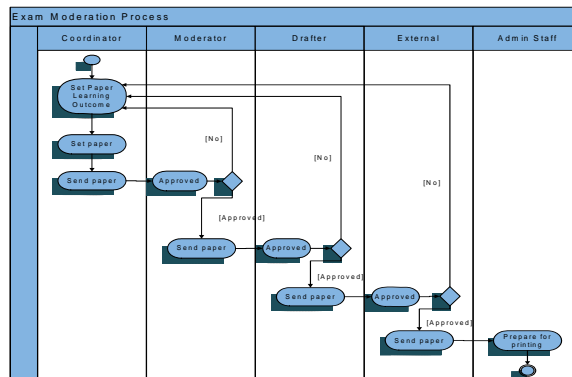 Exam Moderation Process
Coordinator Moderator Drafter External Admin Staff
Set Paper
Learning
Outcome
Set paper
[No]
[No]
[No]
Send paper Approved
[Approved]
Send paper Approved
[Approved]
Send paper Approved
[Approved]
Send paper
Prepare for
printing